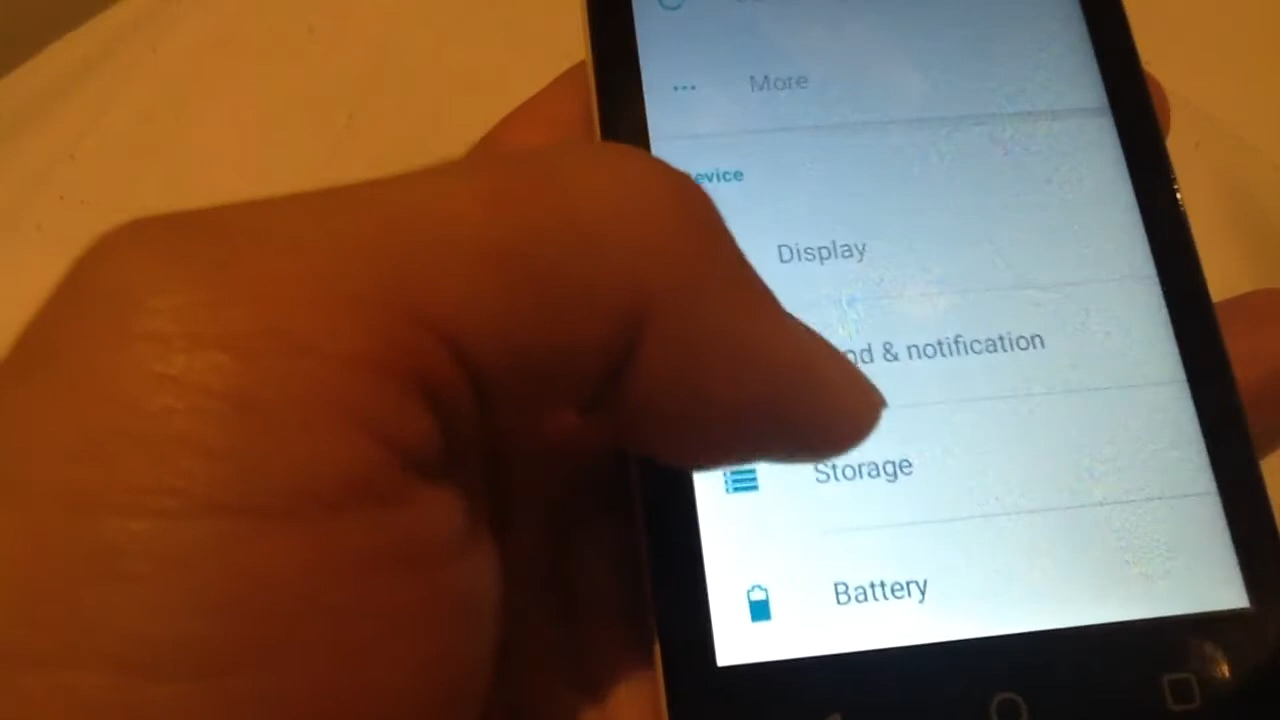 More
evice
Display
nd & notification
Storage
Battery